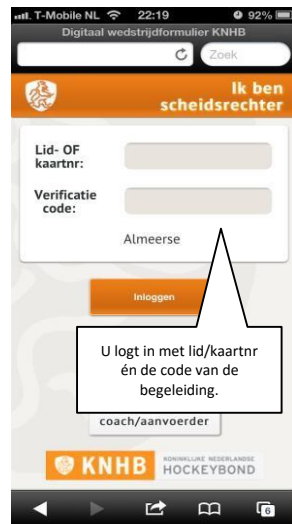 T-Mobile NL 22:19 92%
Digitaal wedstrijdformulier KNHB
Zoek
Ik ben
scheidsrechter
Lid- OF
kaartnr:
Verificatie
code:
Almeerse
Inloggen
U logt in met lid/kaartnr
én de code van de
begeleiding.
coach/aanvoerder
KNHB KONINKLIJKE NEDERLANDSE
HOCKEYBOND
6